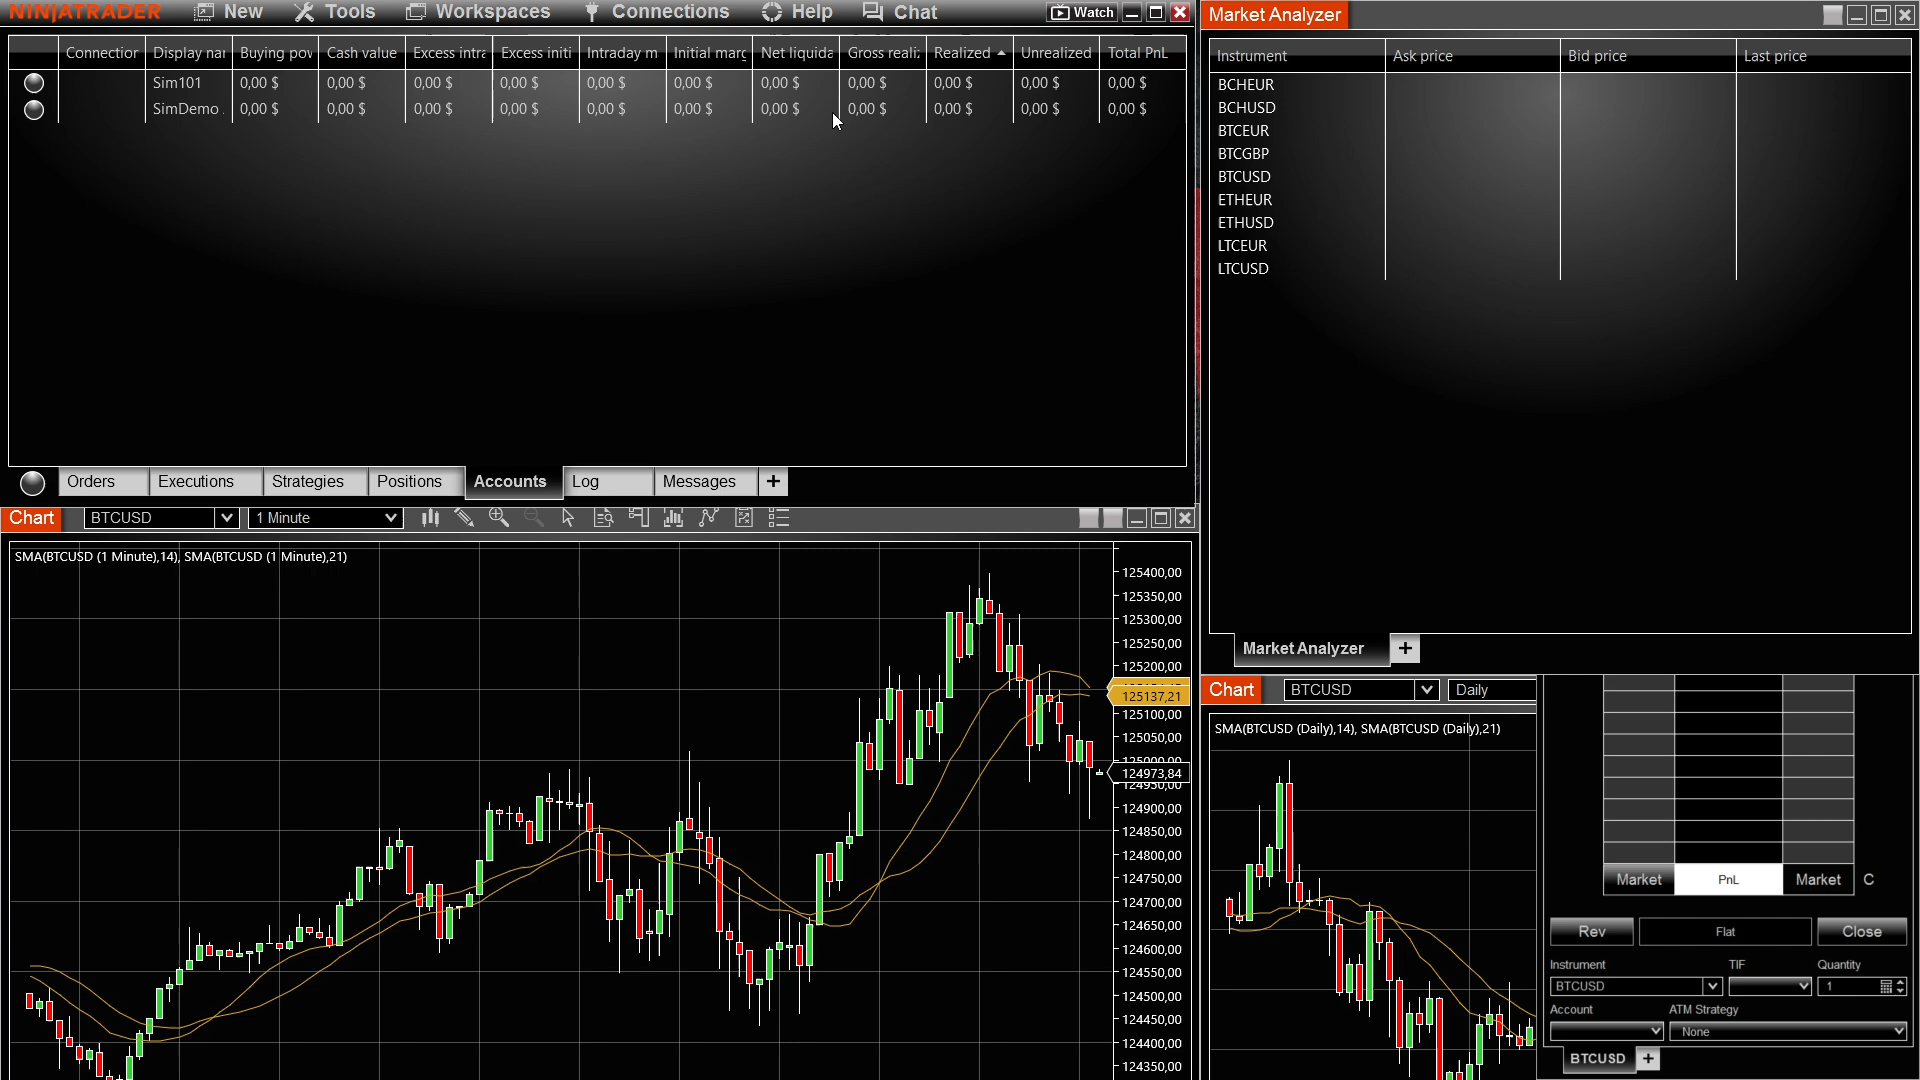 NINJATRADER New Tools Workspaces Connections Help Chat Watch
Connection Display nar Buying pov Cash value Excess intra Excess initi Intraday m Initial marg Net liquida Gross realiz Realized Unrealized Total PnL
Sim101 0,00 $ 0,00 $ 0,00 $ 0,00 $ 0,00 $ 0,00 $ 0,00 $ 0,00 $ 0,00 $ 0,00 $ 0,00 $
SimDemo 0,00 $ 0,00 $ 0,00 $ 0,00 $ 0,00 $ 0,00 $ 0,00 $ 0,00 $ 0,00 $ 0,00 $ 0,00 $
Orders Executions Strategies Positions Accounts Log Messages +
Chart BTCUSD 1 Minute
SMA(BTCUSD (1 Minute),14), SMA(BTCUSD (1 Minute),21)
125400,00
125350,00
125300,00
125250,00
125200,00
125137,21
125100,00
125050,00
125000,00
124973,84
124950,00
124900,00
124850,00
124800,00
124750,00
124700,00
124650,00
124600,00
124550,00
124500,00
124450,00
124400,00
124350,00
Market Analyzer
Instrument Ask price Bid price Last price
BCHEUR
BCHUSD
BTCEUR
BTCGBP
BTCUSD
ETHEUR
ETHUSD
LTCEUR
LTCUSD
Market Analyzer +
Chart BTCUSD Daily
SMA(BTCUSD (Daily),14), SMA(BTCUSD (Daily),21)
Market PnL Market C
Rev Flat Close
Instrument TIF Quantity
BTCUSD 1
Account ATM Strategy
None
BTCUSD +